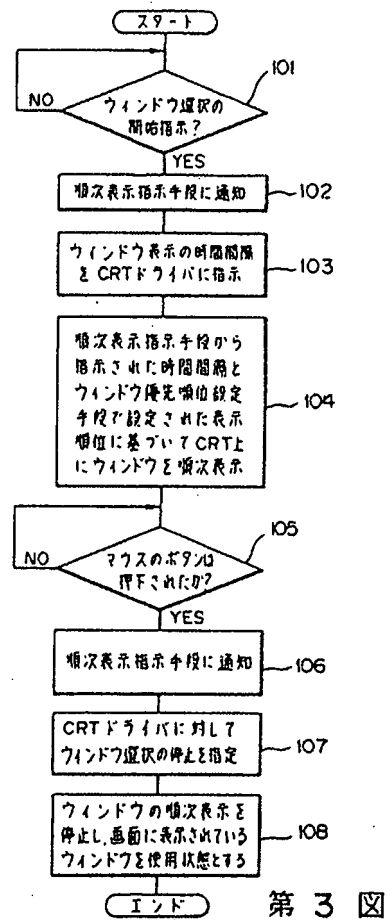 スタート
101
ウィンドウ選択の
開始指示?
NO
YES
順次表示指示手段に通知
102
ウィンドウ表示の時間間隔
をCRTドライバに指示
103
順次表示指示手段から
指示された時間間隔と
ウィンドウ優先順位設定
手段で設定された表示
順位に基づいてCRT上
にウィンドウを順次表示
104
105
マウスのボタンは
押下されたか?
NO
YES
順次表示指示手段に通知
106
CRTドライバに対して
ウィンドウ選択の停止を指定
107
ウィンドウの順次表示を
停止し、画面に表示されている
ウィンドウを使用状態とする
108
エンド
第3図